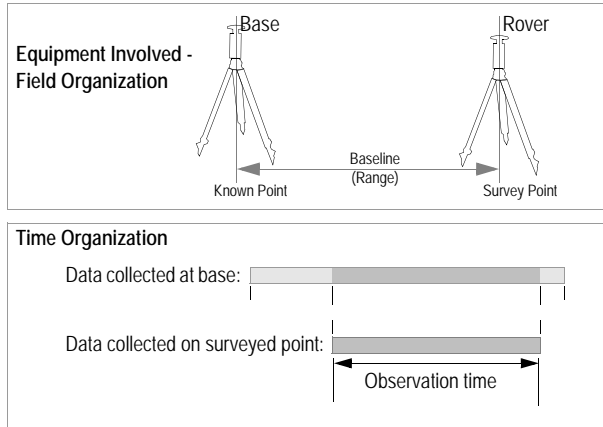 Base
Rover
Equipment Involved -
Field Organization
Baseline
(Range)
Known Point
Survey Point
Time Organization
Data collected at base:
Data collected on surveyed point:
Observation time